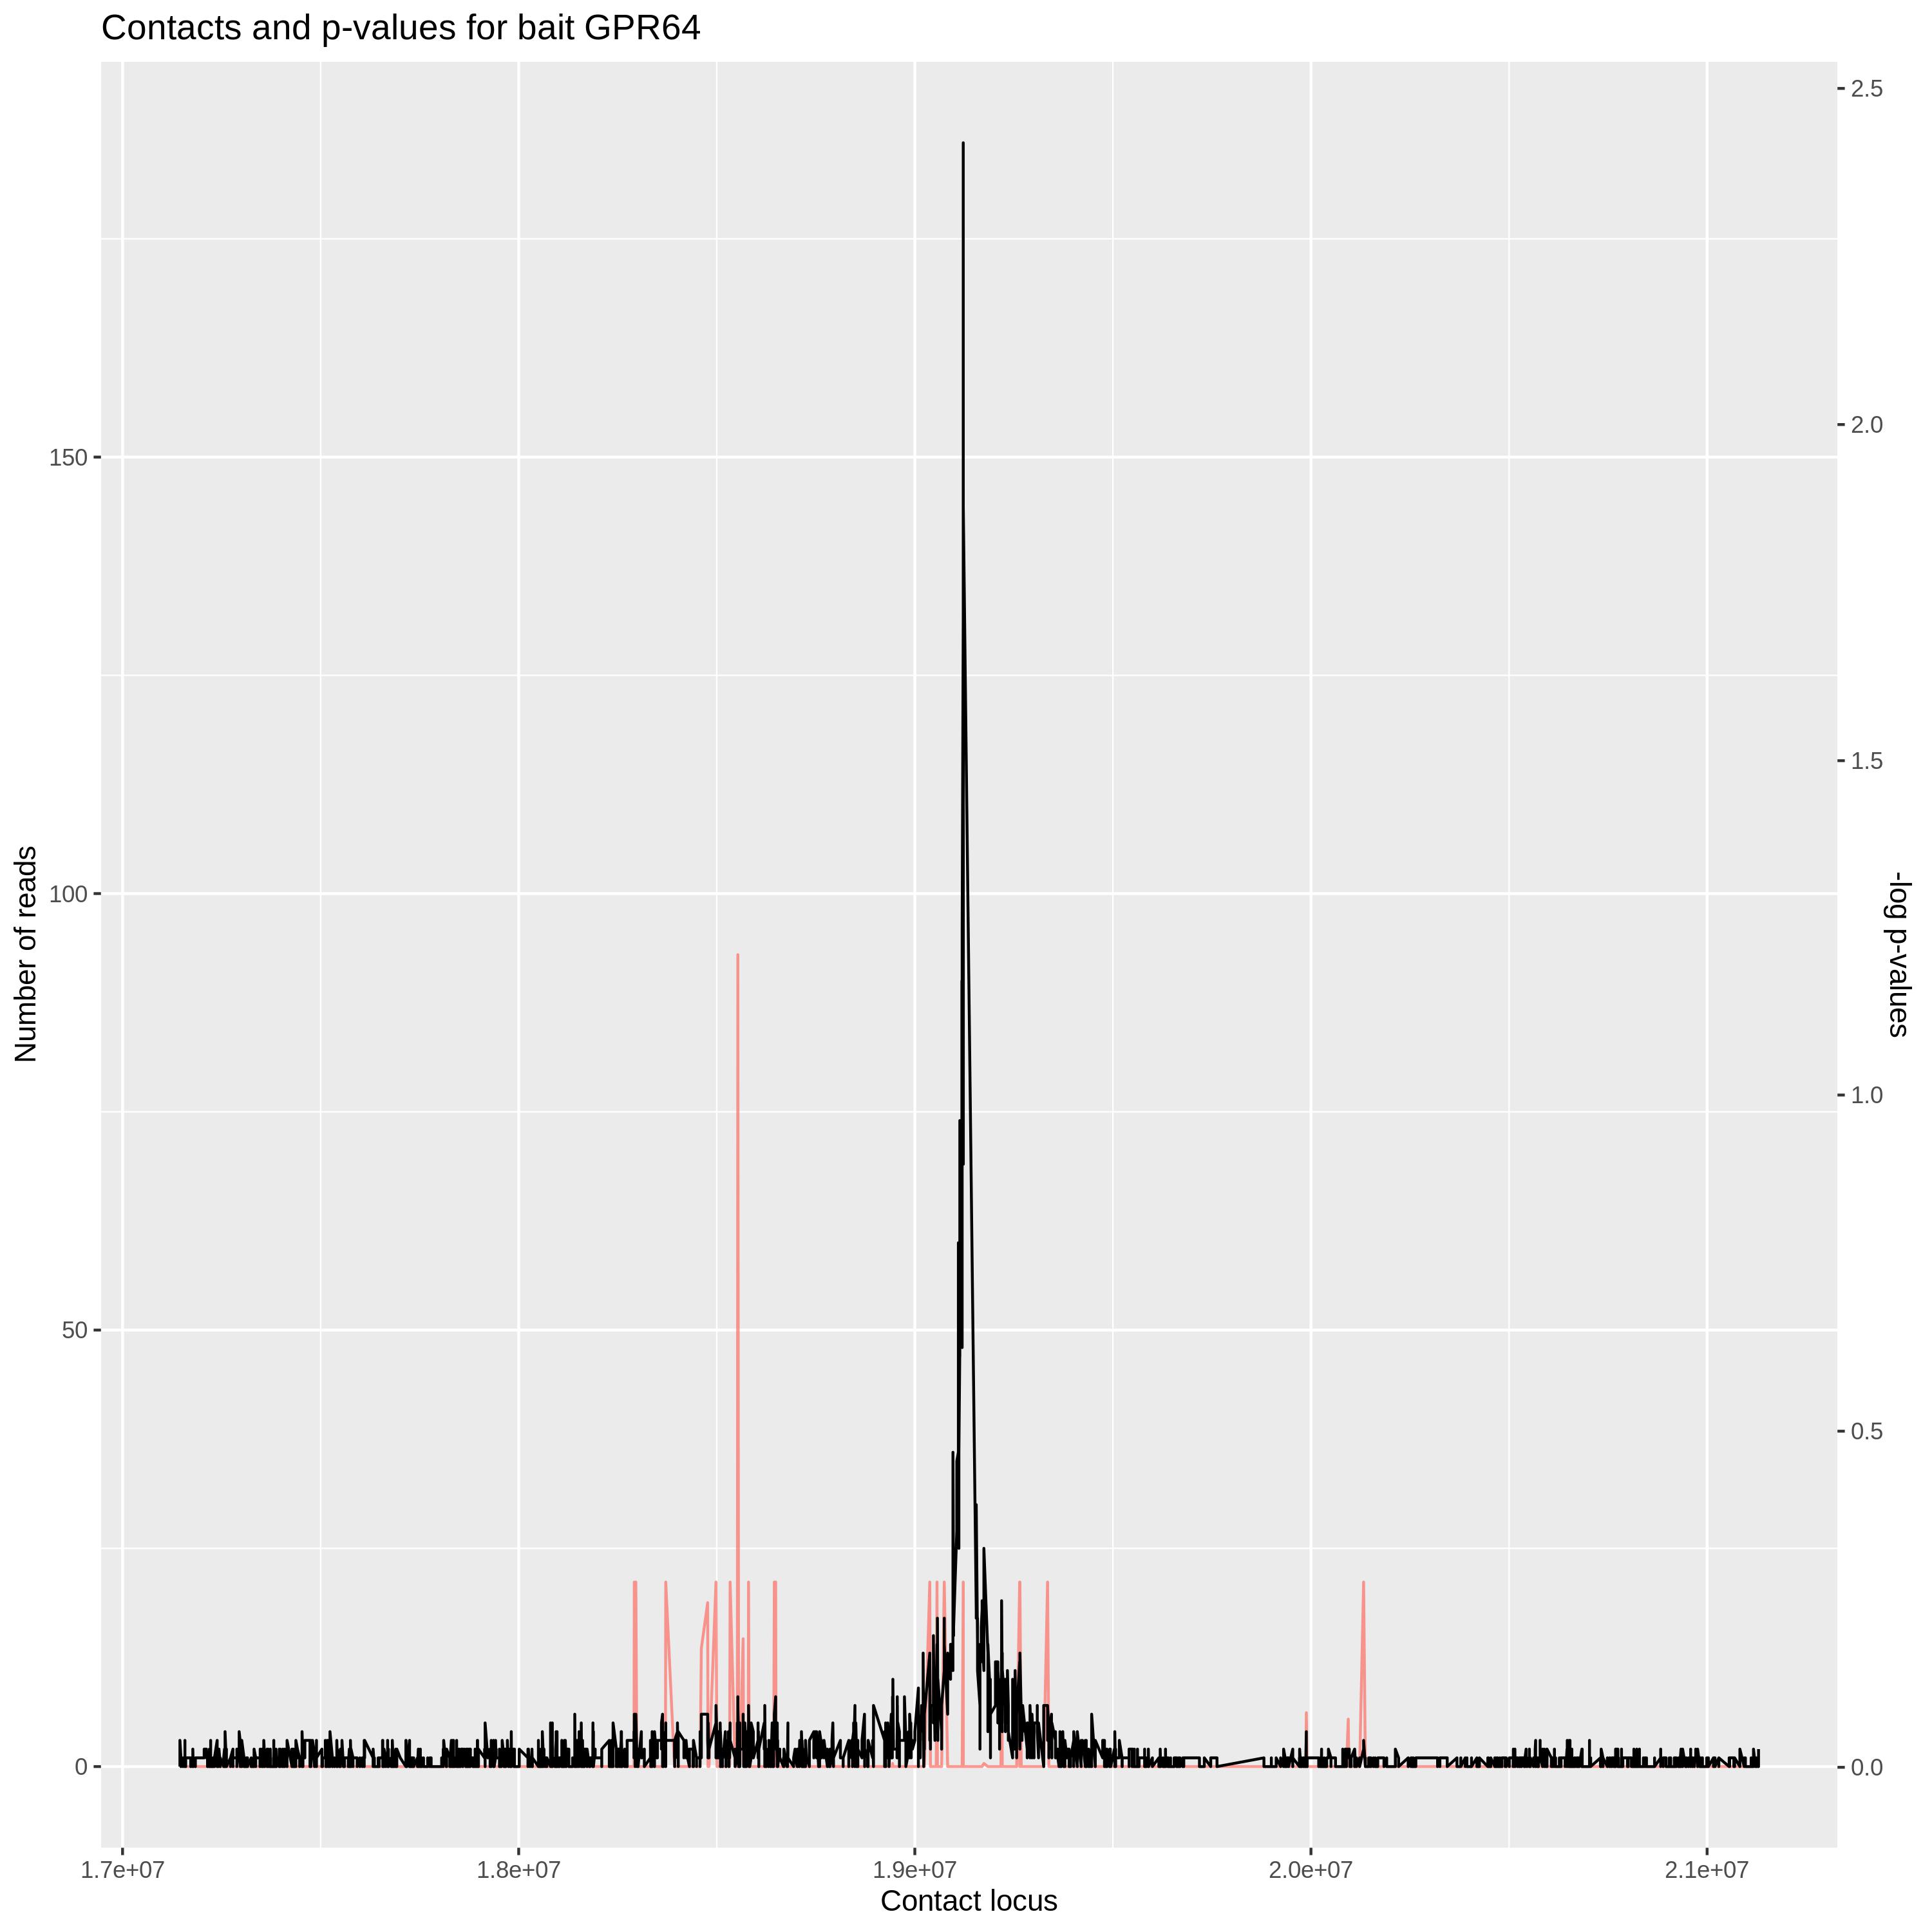 Contacts and p-values for bait GPR64
Number of reads
150
100
50
0
2.5
2.0
1.5
1.0
0.5
0.0
-log p-values
1.7e+07
1.8e+07
1.9e+07
2.0e+07
2.1e+07
Contact locus